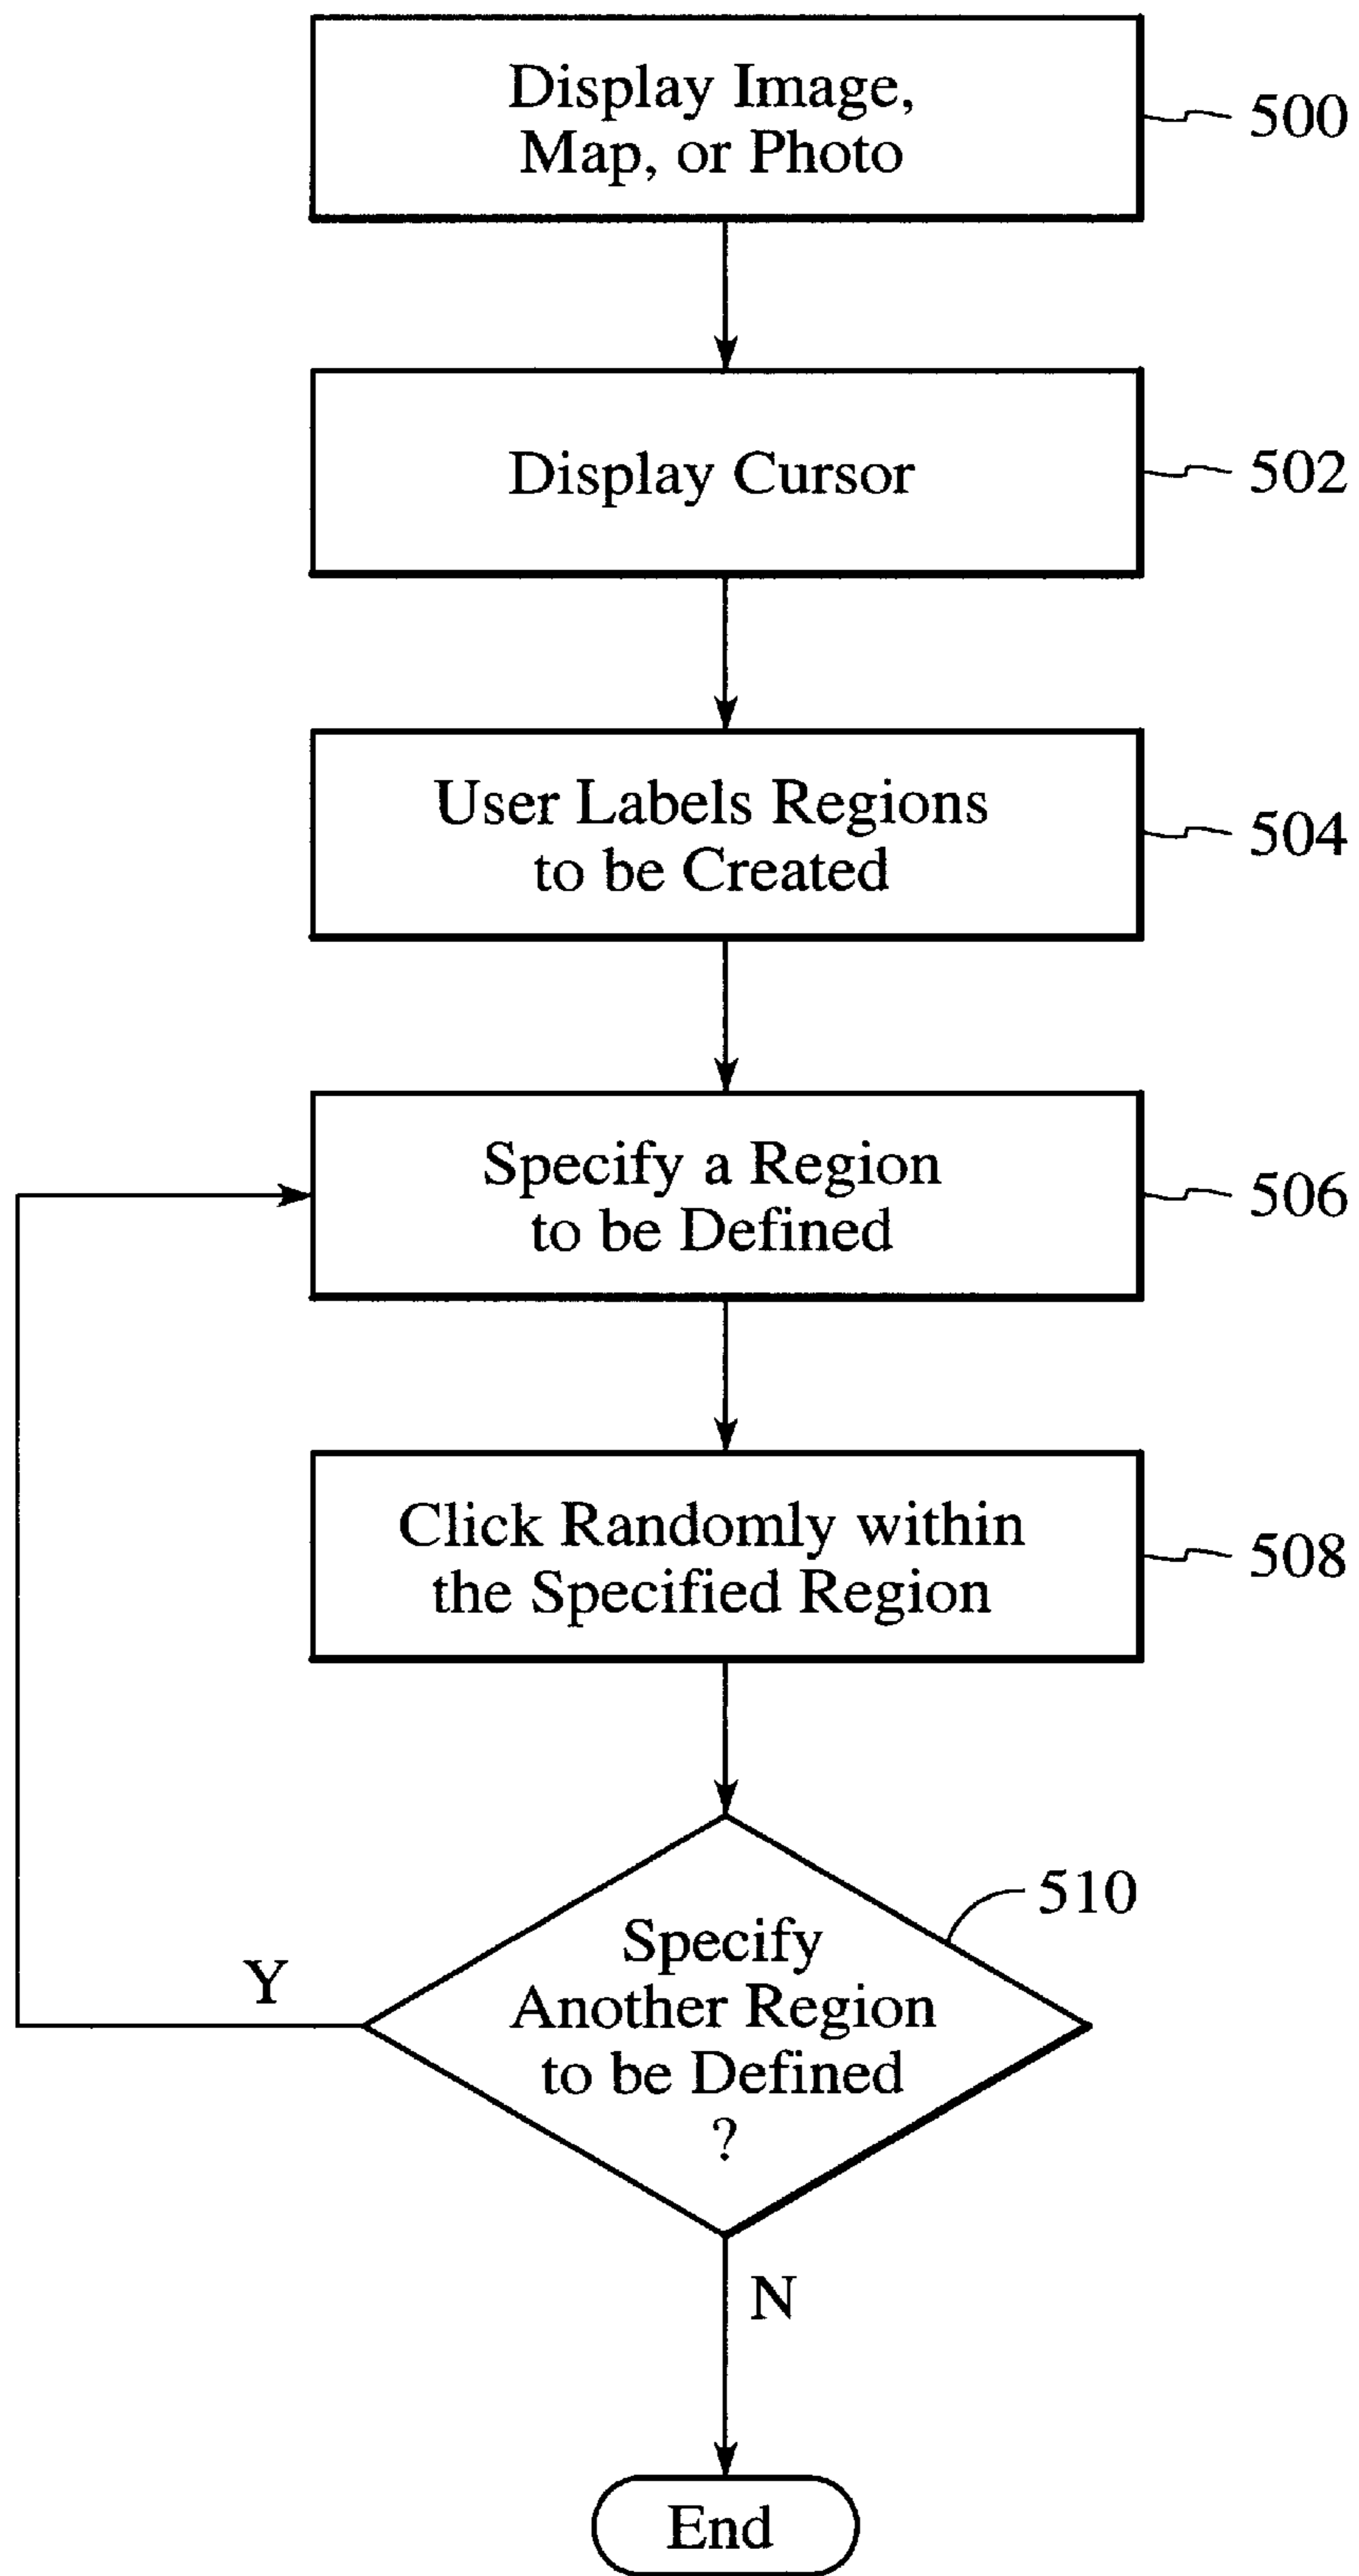 Display Image,
Map, or Photo
500
Display Cursor
502
User Labels Regions
to be Created
504
Specify a Region
to be Defined
506
Click Randomly within
the Specified Region
508
510
Specify
Another Region
to be Defined
?
Y
N
End